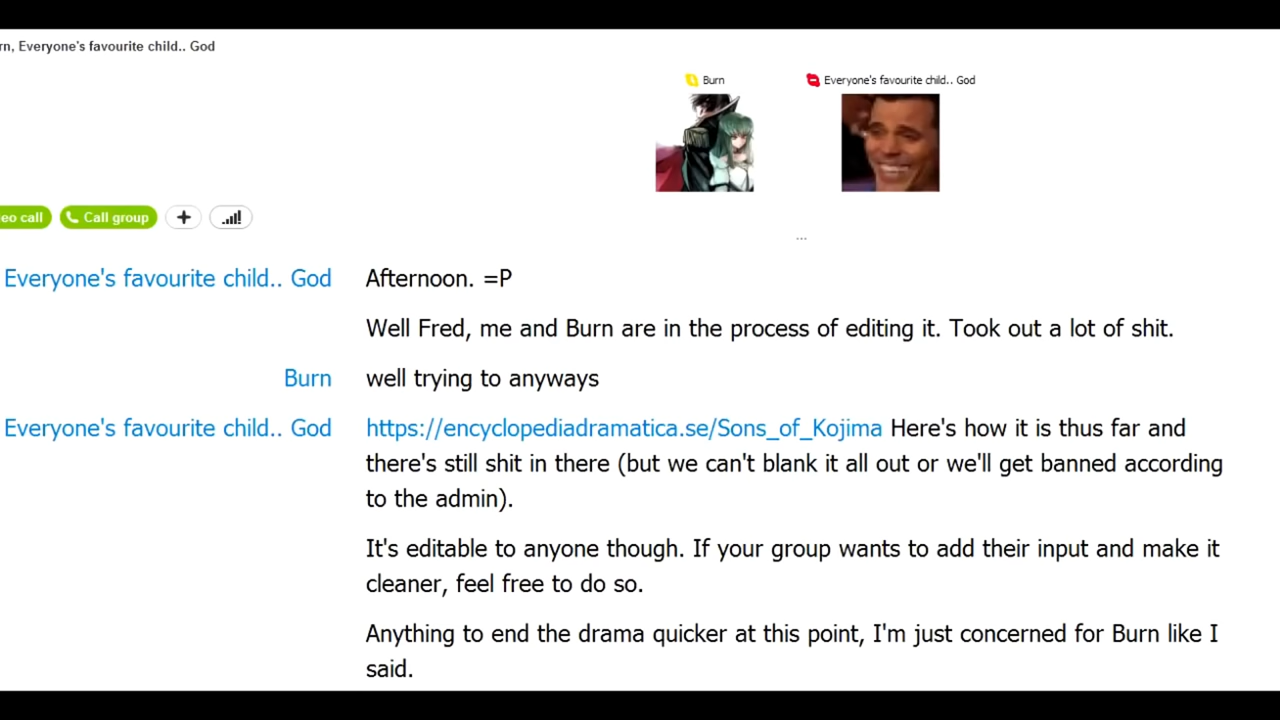 rn, Everyone's favourite child.. God
Burn
Everyone's favourite child.. God
eo call
Call group
...
Everyone's favourite child.. God Afternoon. =P
Well Fred, me and Burn are in the process of editing it. Took out a lot of shit.
Burn well trying to anyways
Everyone's favourite child.. God https://encyclopediadramatica.se/Sons_of_Kojima Here's how it is thus far and
there's still shit in there (but we can't blank it all out or we'll get banned according
to the admin).
It's editable to anyone though. If your group wants to add their input and make it
cleaner, feel free to do so.
Anything to end the drama quicker at this point, I'm just concerned for Burn like I
said.